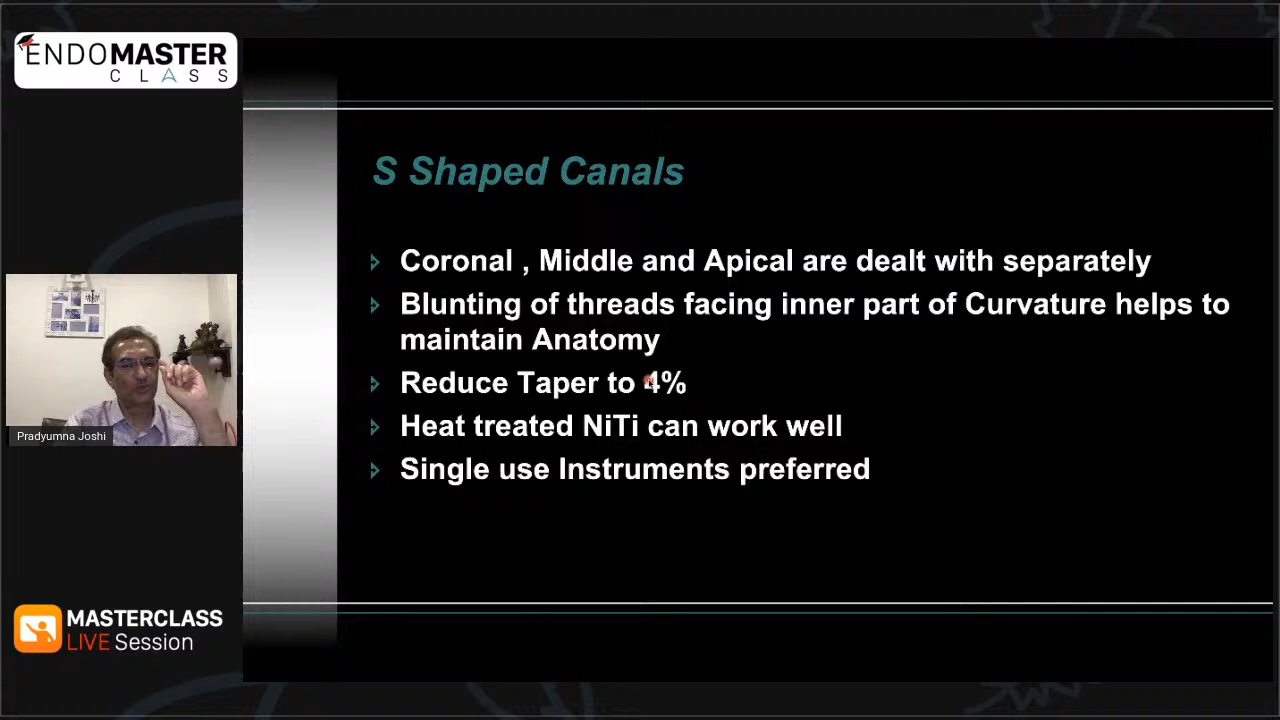 ENDOMASTER
CLASS
S Shaped Canals
Coronal , Middle and Apical are dealt with separately
Blunting of threads facing inner part of Curvature helps to
maintain Anatomy
Reduce Taper to 4%
Heat treated NiTi can work well
Single use Instruments preferred
Pradyumna Joshi
MASTERCLASS
LIVE Session